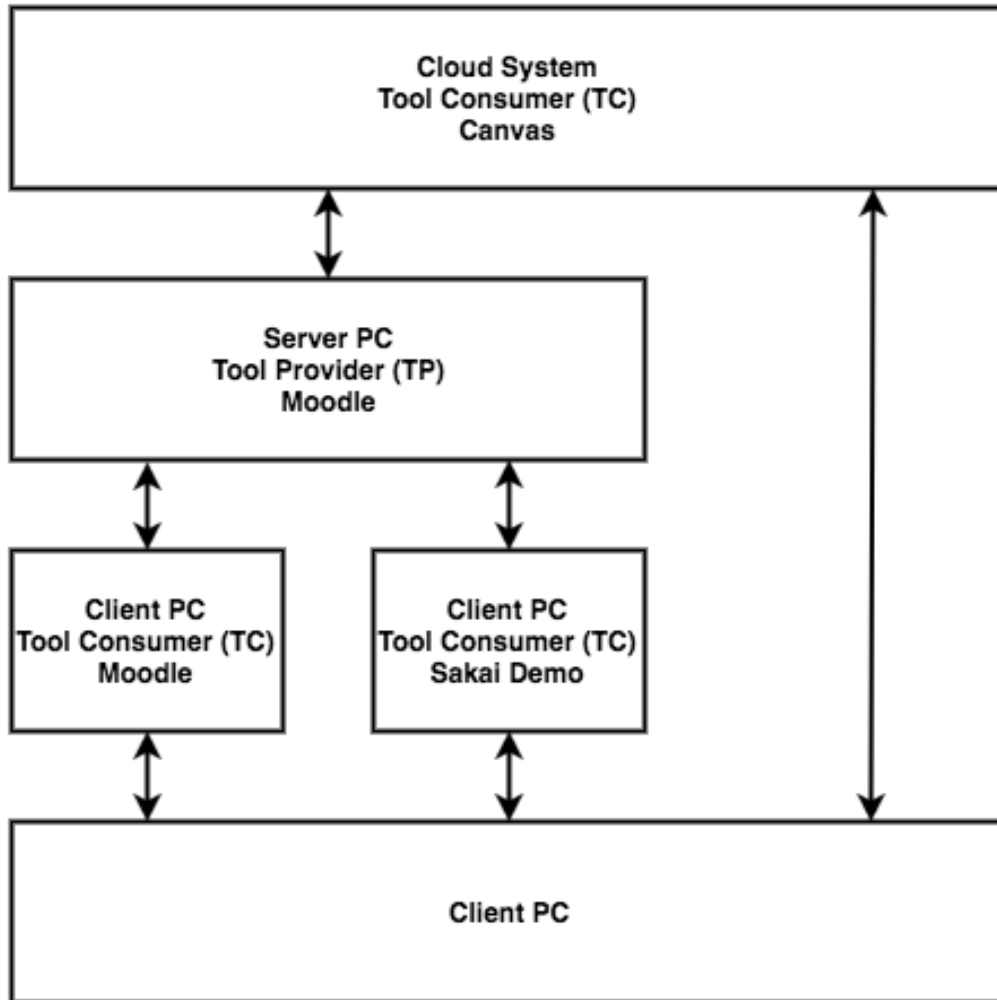 Cloud System
Tool Consumer (TC)
Canvas
Server PC
Tool Provider (TP)
Moodle
Client PC
Tool Consumer (TC)
Moodle
Client PC
Tool Consumer (TC)
Sakai Demo
Client PC